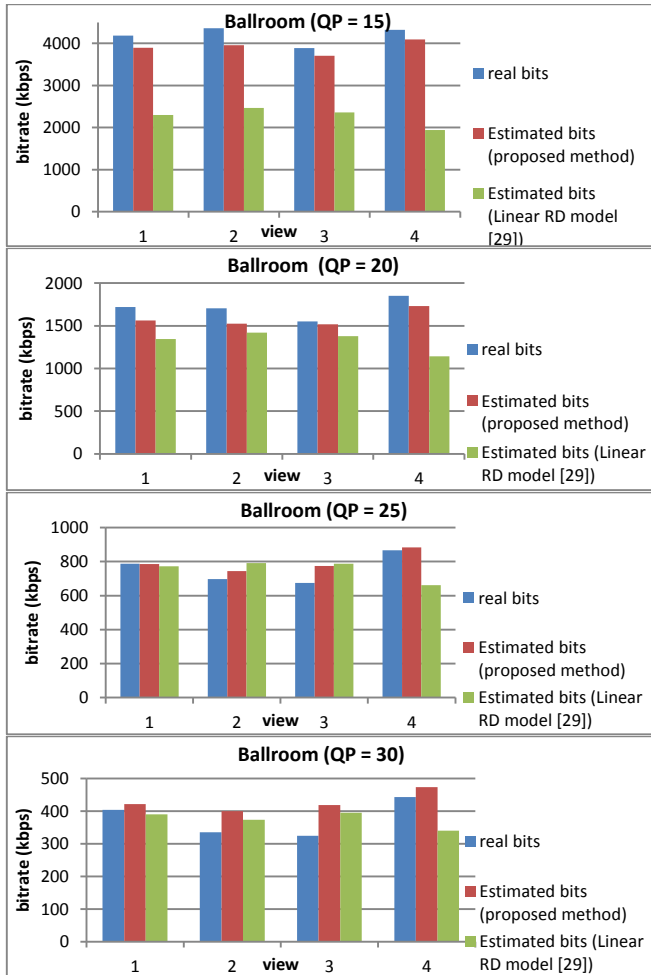 Ballroom (QP = 15)
bitrate (kbps)
4000
3000
2000
1000
0
1 2 3 4
view
real bits
Estimated bits
(proposed method)
Estimated bits
(Linear RD model
[29])
Ballroom (QP = 20)
bitrate (kbps)
2000
1500
1000
500
0
1 2 3 4
view
real bits
Estimated bits
(proposed method)
Estimated bits (Linear
RD model [29])
Ballroom (QP = 25)
bitrate (kbps)
1000
800
600
400
200
0
1 2 3 4
view
real bits
Estimated bits
(proposed method)
Estimated bits (Linear
RD model [29])
Ballroom (QP = 30)
bitrate (kbps)
500
400
300
200
100
0
1 2 3 4
view
real bits
Estimated bits
(proposed method)
Estimated bits (Linear
RD model [29])